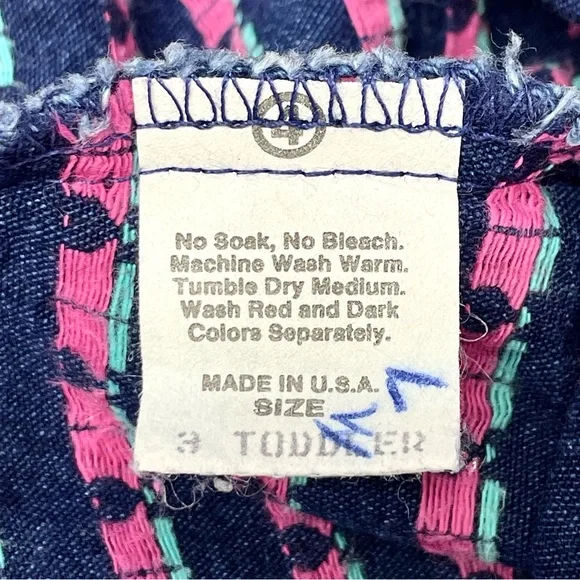 4
No Soak, No Bleach.
Machine Wash Warm.
Tumble Dry Medium.
Wash Red and Dark
Colors Separately.
MADE IN U.S.A.
SIZE
3 TODDLER